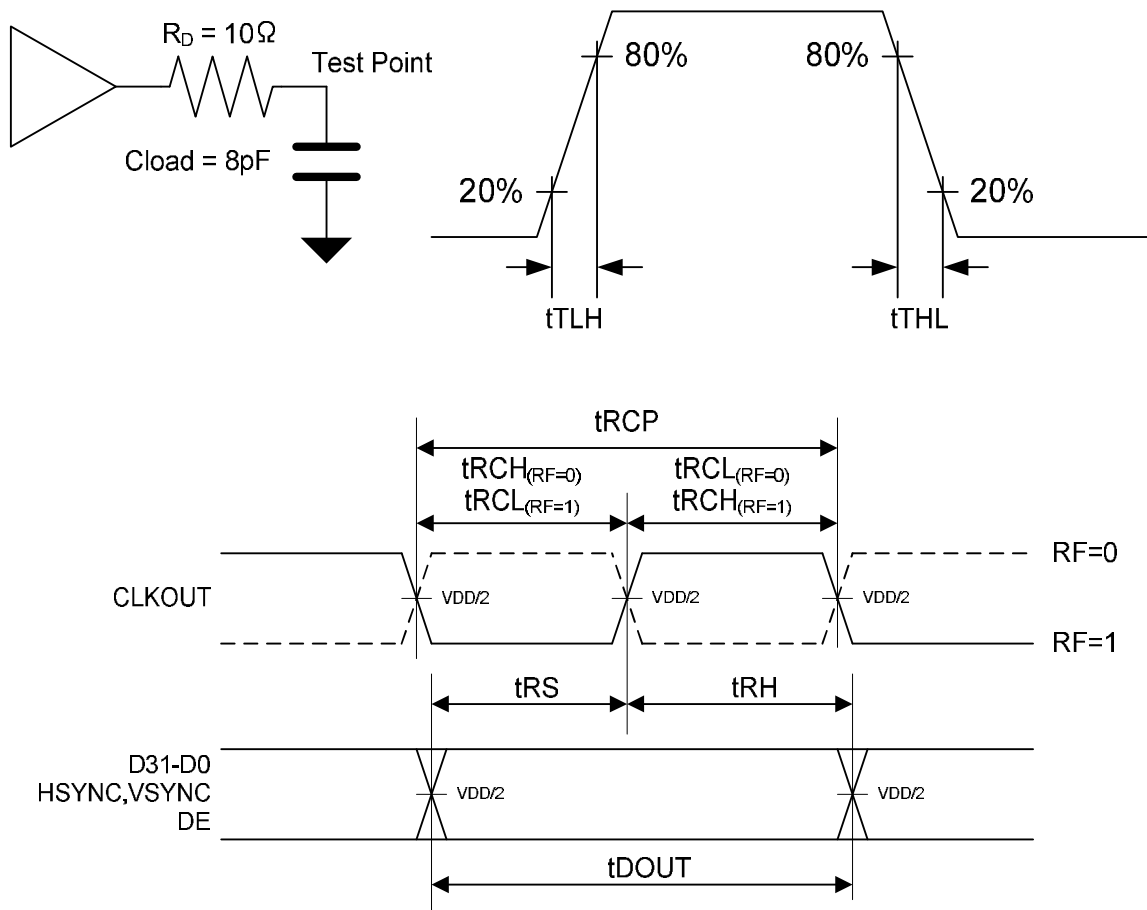 RD = 10Ω
Test Point
Cload = 8pF
80%
80%
20%
20%
tTLH
tTHL
tRCP
tRCH(RF=0)
tRCL(RF=0)
tRCL(RF=1)
tRCH(RF=1)
RF=0
CLKOUT
VDD/2
VDD/2
VDD/2
RF=1
tRS
tRH
D31-D0
HSYNC,VSYNC
DE
VDD/2
VDD/2
tDOUT